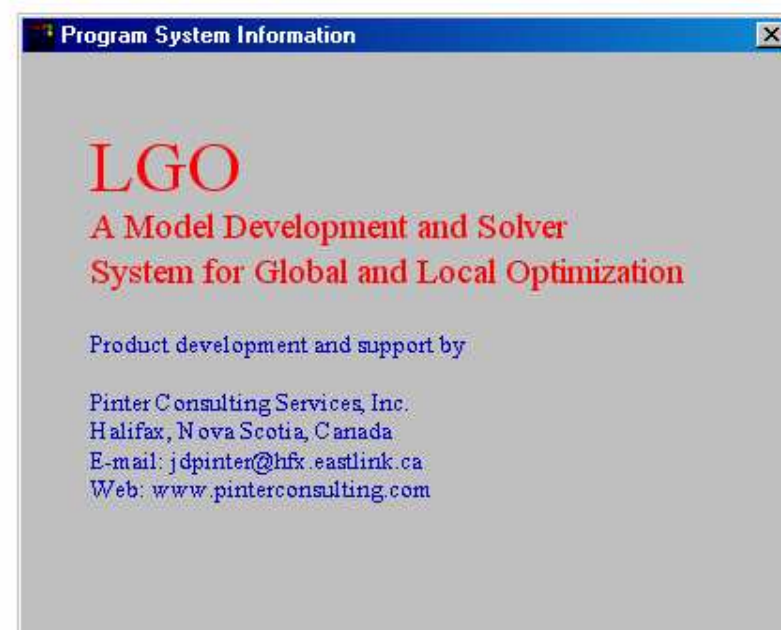 Program System Information
LGO
A Model Development and Solver
System for Global and Local Optimization
Product development and support by
Pinter Consulting Services, Inc.
Halifax, Nova Scotia, Canada
E-mail: jdpinter@hfx.eastlink.ca
Web: www.pinterconsulting.com